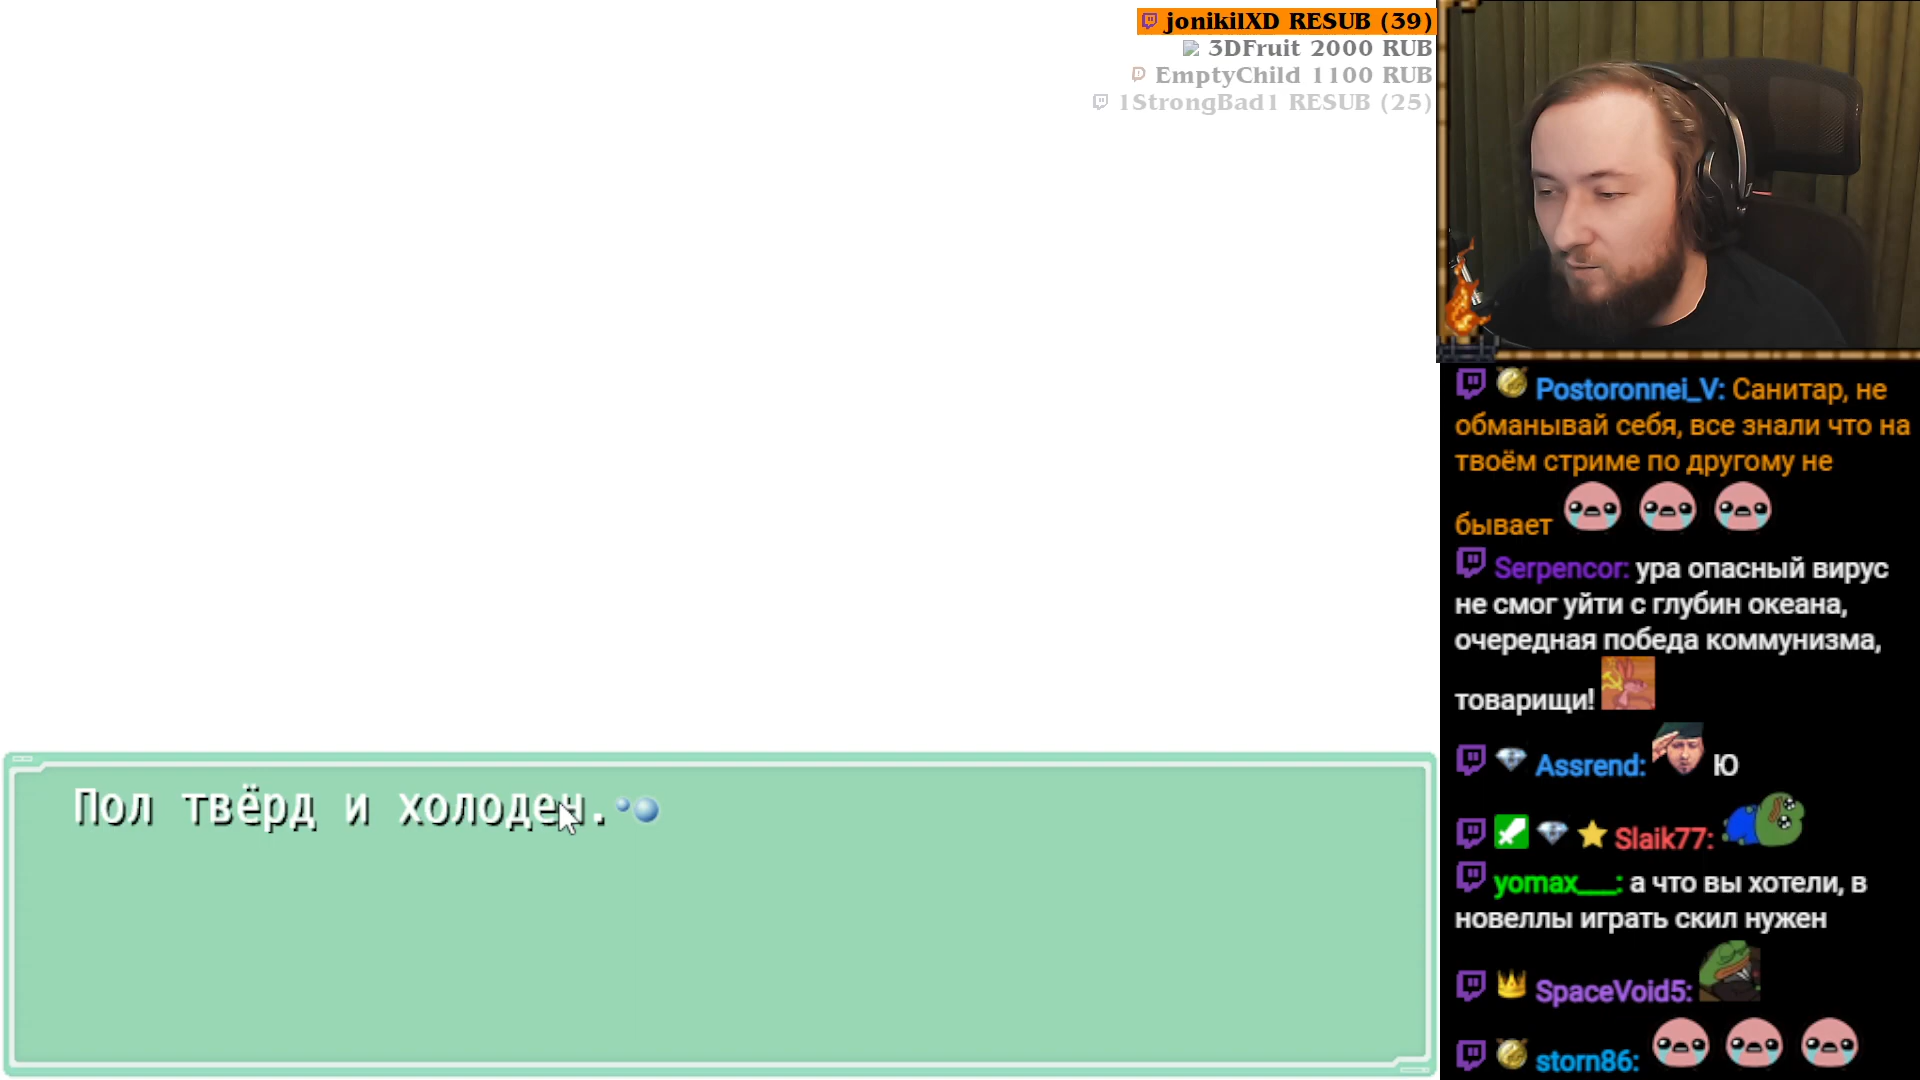 jonikilXD RESUB (39)
3DFruit 2000 RUB
EmptyChild 1100 RUB
1StrongBad1 RESUB (25)
Postoronnei_V: Санитар, не
обманывай себя, все знали что на
твоём стриме по другому не
бывает
Serpencor: ура опасный вирус
не смог уйти с глубин океана,
очередная победа коммунизма,
товарищи!
Assrend: Ю
Slaik77:
yomax___: а что вы хотели, в
новеллы играть скил нужен
SpaceVoid5:
storn86:
Пол твёрд и холоден.